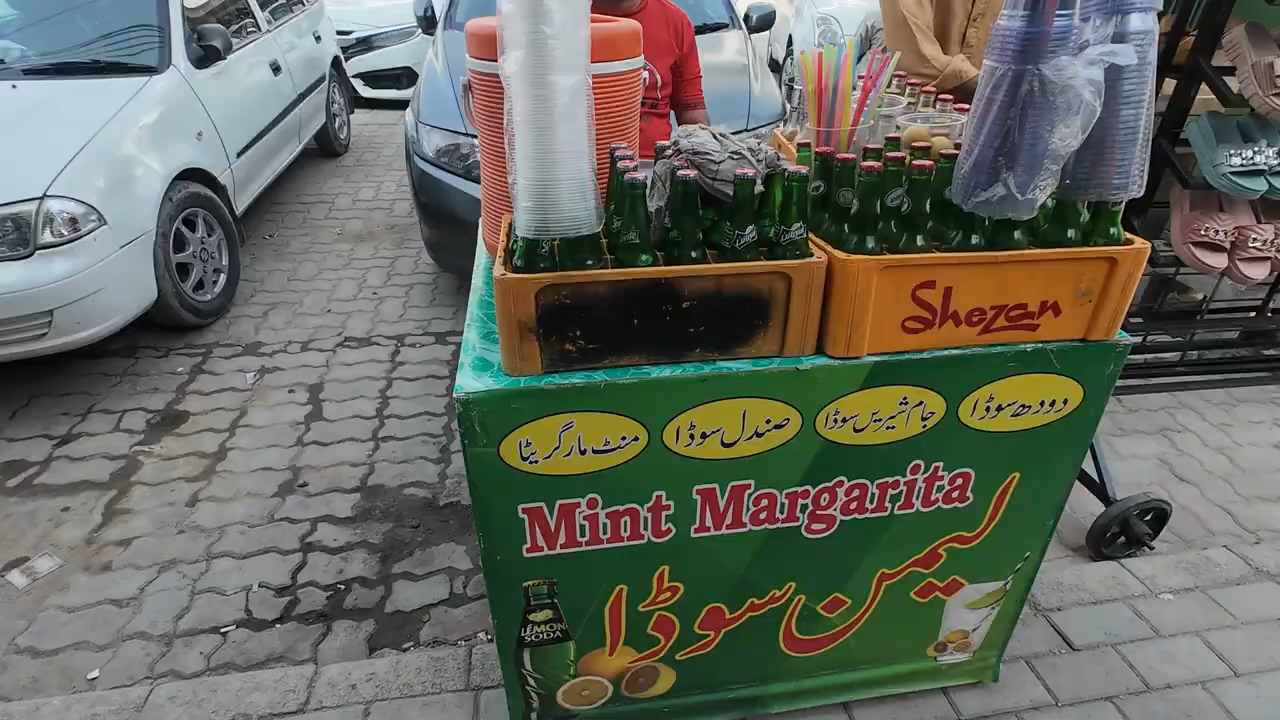 Shezan
دودھ سوڈا
جام شیریں سوڈا
صندل سوڈا
منٹ مارگریٹا
Mint Margarita
لیمن سوڈا
LEMON
SODA